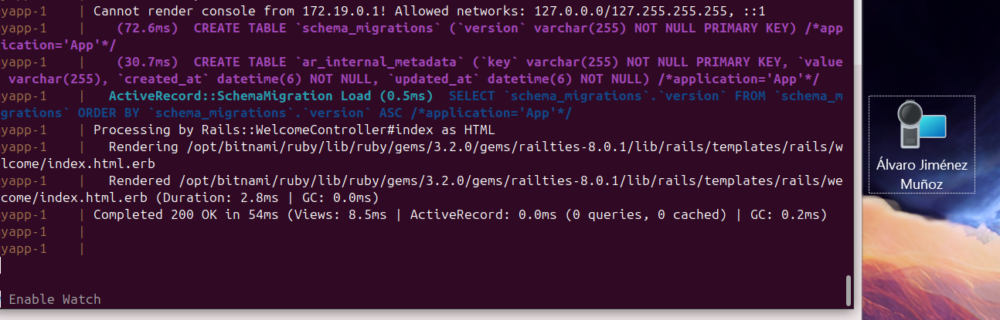 yapp-1    | Cannot render console from 172.19.0.1! Allowed networks: 127.0.0.0/127.255.255.255, ::1
yapp-1    |    (72.6ms)  CREATE TABLE `schema_migrations` (`version` varchar(255) NOT NULL PRIMARY KEY) /*app
ication='App'*/
yapp-1    |    (30.7ms)  CREATE TABLE `ar_internal_metadata` (`key` varchar(255) NOT NULL PRIMARY KEY, `value
 varchar(255), `created_at` datetime(6) NOT NULL, `updated_at` datetime(6) NOT NULL) /*application='App'*/
yapp-1    |   ActiveRecord::SchemaMigration Load (0.5ms)  SELECT `schema_migrations`.`version` FROM `schema_m
grations` ORDER BY `schema_migrations`.`version` ASC /*application='App'*/
yapp-1    | Processing by Rails::WelcomeController#index as HTML
yapp-1    |   Rendering /opt/bitnami/ruby/lib/ruby/gems/3.2.0/gems/railties-8.0.1/lib/rails/templates/rails/w
lcome/index.html.erb
yapp-1    |   Rendered /opt/bitnami/ruby/lib/ruby/gems/3.2.0/gems/railties-8.0.1/lib/rails/templates/rails/we
come/index.html.erb (Duration: 2.8ms | GC: 0.0ms)
yapp-1    | Completed 200 OK in 54ms (Views: 8.5ms | ActiveRecord: 0.0ms (0 queries, 0 cached) | GC: 0.2ms)
yapp-1    |
yapp-1    |
Enable Watch
Álvaro Jiménez
Muñoz